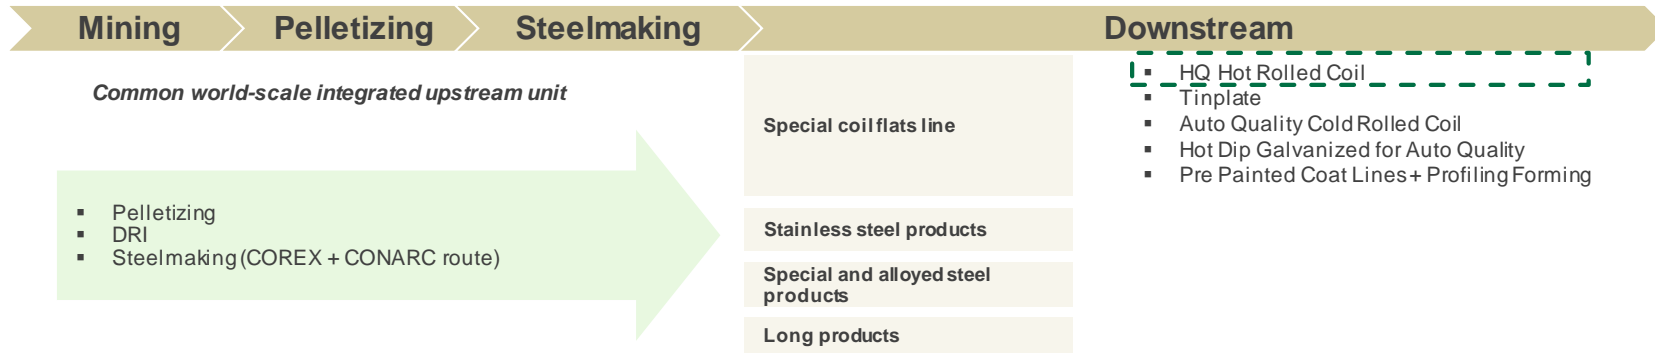 Mining
Pelletizing
Steelmaking
Downstream
Common world-scale integrated upstream unit
▪ Pelletizing
▪ DRI
▪ Steelmaking (COREX + CONARC route)
Special coil flats line
▪ HQ Hot Rolled Coil
▪ Tinplate
▪ Auto Quality Cold Rolled Coil
▪ Hot Dip Galvanized for Auto Quality
▪ Pre Painted Coat Lines + Profiling Forming
Stainless steel products
Special and alloyed steel
products
Long products